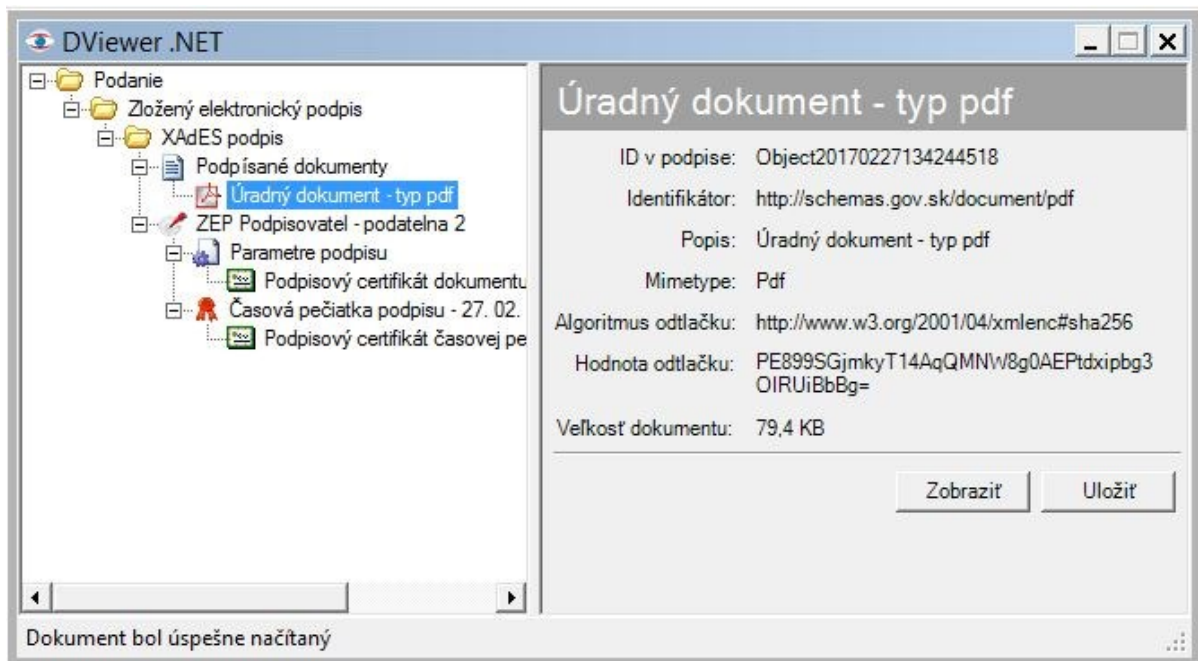 DViewer .NET
Podanie
Zložený elektronický podpis
XAdES podpis
Podpísané dokumenty
Úradný dokument - typ pdf
ZEP Podpisovatel - podatelna 2
Parametre podpisu
Podpisový certifikát dokumentu
Časová pečiatka podpisu - 27. 02.
Podpisový certifikát časovej pe
Úradný dokument - typ pdf
ID v podpise: Object20170227134244518
Identifikátor: http://schemas.gov.sk/document/pdf
Popis: Úradný dokument - typ pdf
Mimetype: Pdf
Algoritmus odtlačku: http://www.w3.org/2001/04/xmlenc#sha256
Hodnota odtlačku: PE899SGjmkyT14AqQMNW8g0AEPtdxipbg3
OIRUiBbBg=
Veľkosť dokumentu: 79,4 KB
Zobraziť Uložiť
Dokument bol úspešne načítaný